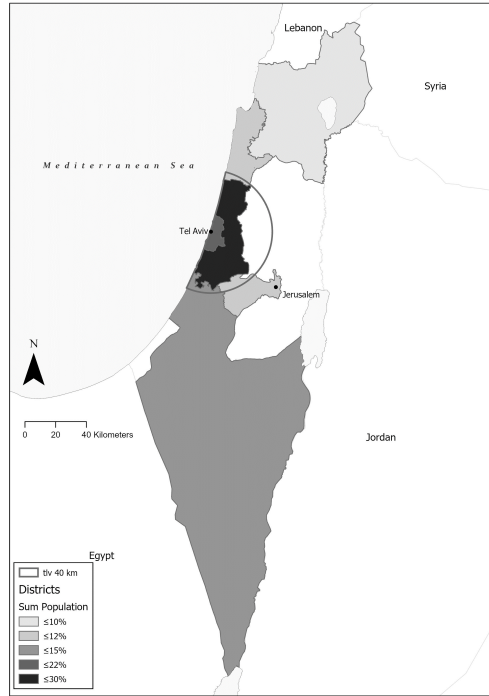 Lebanon
Syria
Mediterranean Sea
Tel Aviv
Jerusalem
N
0 20 40 Kilometers
Jordan
Egypt
tlv 40 km
Districts
Sum Population
≤10%
≤12%
≤15%
≤22%
≤30%